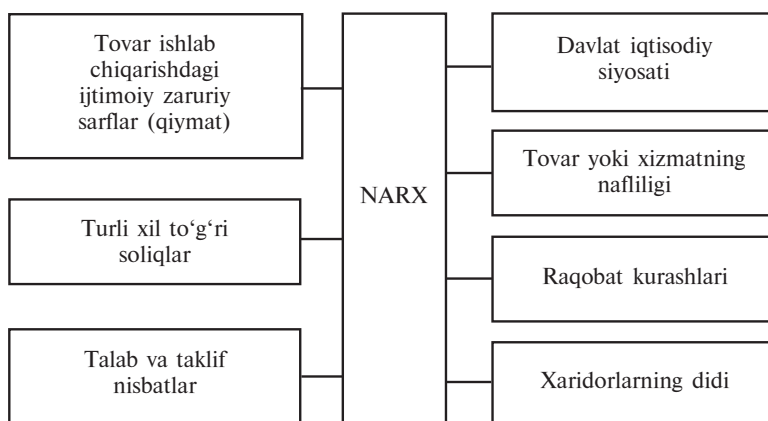 Tovar ishlab
chiqarishdagi
ijtimoiy zaruriy
sarflar (qiymat)
Turli xil to‘g‘ri
soliqlar
Talab va taklif
nisbatlar
NARX
Davlat iqtisodiy
siyosati
Tovar yoki xizmatning
nafliligi
Raqobat kurashlari
Xaridorlarning didi